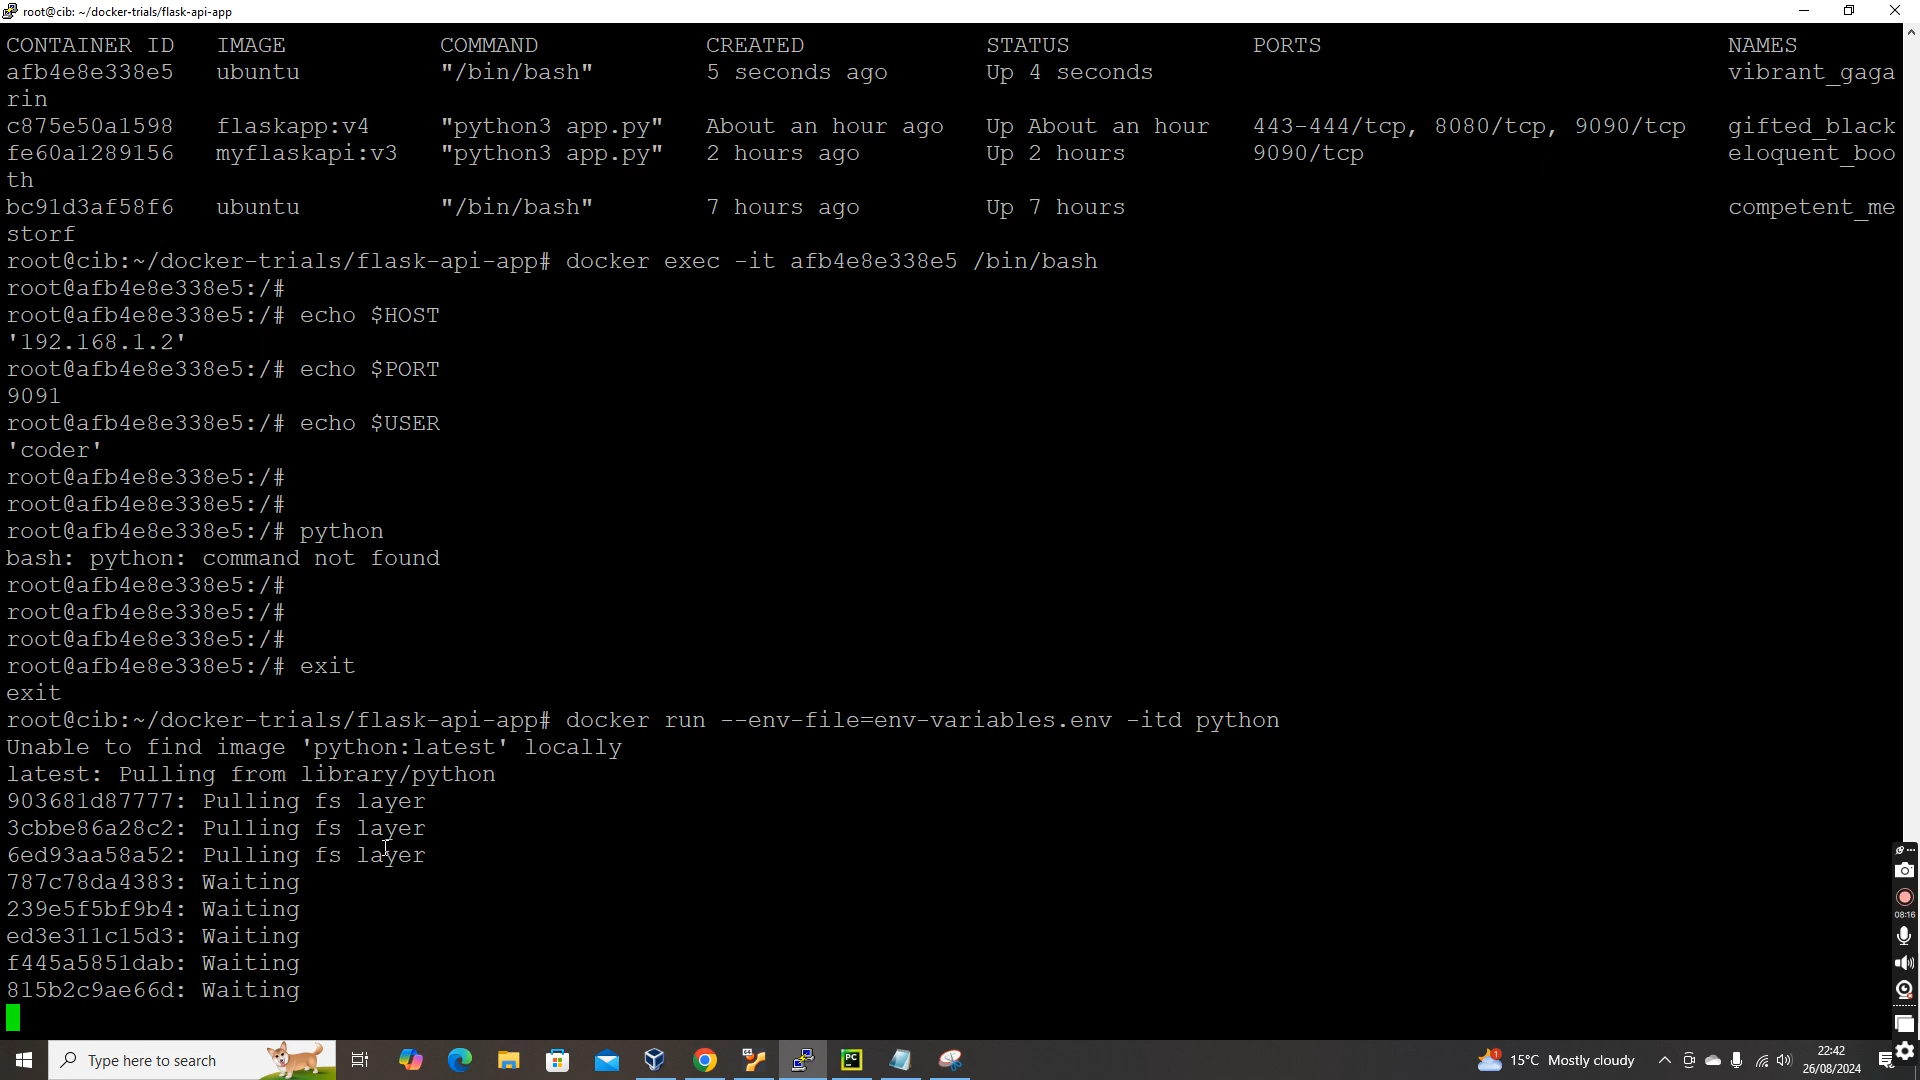 root@cib: ~/docker-trials/flask-api-app
CONTAINER ID   IMAGE          COMMAND            CREATED             STATUS          PORTS                             NAMES
afb4e8e338e5   ubuntu         "/bin/bash"        5 seconds ago       Up 4 seconds                                      vibrant_gaga
rin
c875e50a1598   flaskapp:v4    "python3 app.py"   About an hour ago   Up About an hour   443-444/tcp, 8080/tcp, 9090/tcp   gifted_black
fe60a1289156   myflaskapi:v3  "python3 app.py"   2 hours ago         Up 2 hours      9090/tcp                          eloquent_boo
th
bc91d3af58f6   ubuntu         "/bin/bash"        7 hours ago         Up 7 hours                                        competent_me
storf
root@cib:~/docker-trials/flask-api-app# docker exec -it afb4e8e338e5 /bin/bash
root@afb4e8e338e5:/#
root@afb4e8e338e5:/# echo $HOST
'192.168.1.2'
root@afb4e8e338e5:/# echo $PORT
9091
root@afb4e8e338e5:/# echo $USER
'coder'
root@afb4e8e338e5:/#
root@afb4e8e338e5:/#
root@afb4e8e338e5:/# python
bash: python: command not found
root@afb4e8e338e5:/#
root@afb4e8e338e5:/#
root@afb4e8e338e5:/#
root@afb4e8e338e5:/# exit
exit
root@cib:~/docker-trials/flask-api-app# docker run --env-file=env-variables.env -itd python
Unable to find image 'python:latest' locally
latest: Pulling from library/python
903681d87777: Pulling fs layer
3cbbe86a28c2: Pulling fs layer
6ed93aa58a52: Pulling fs layer
787c78da4383: Waiting
239e5f5bf9b4: Waiting
ed3e311c15d3: Waiting
f445a5851dab: Waiting
815b2c9ae66d: Waiting
08:16
Type here to search
PC
1
15°C Mostly cloudy
22:42
26/08/2024